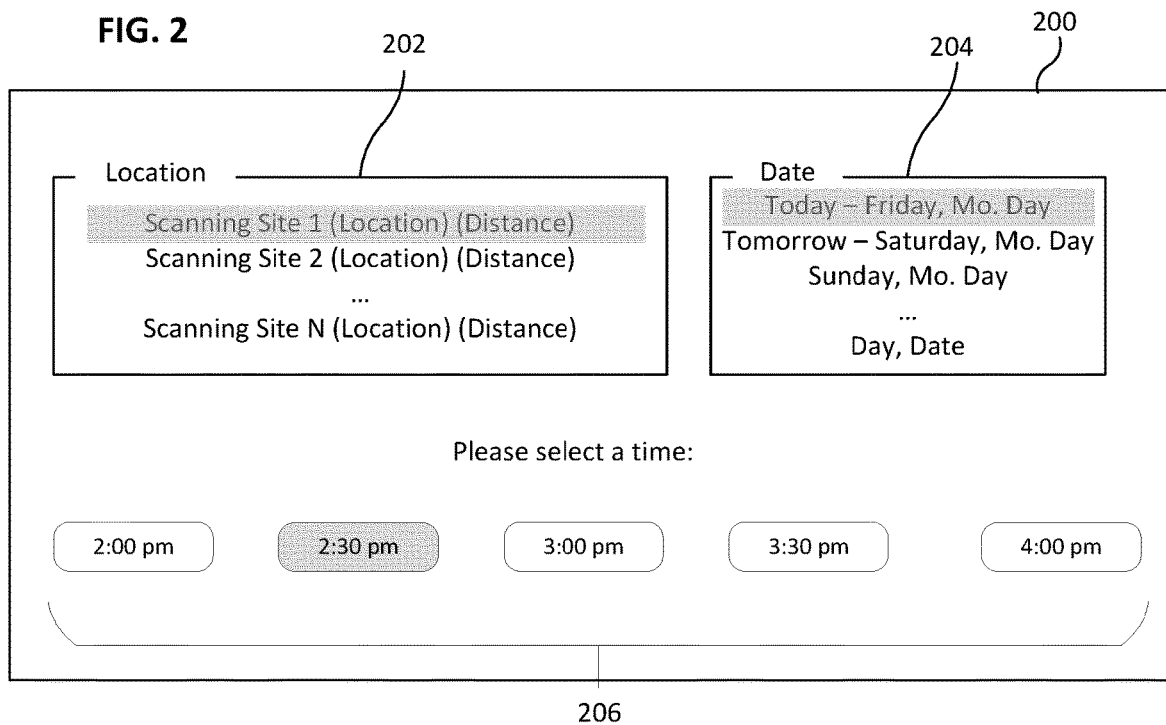 FIG. 2
202
204
200
Location
Scanning Site 1 (Location) (Distance)
Scanning Site 2 (Location) (Distance)
...
Scanning Site N (Location) (Distance)
Date
Today – Friday, Mo. Day
Tomorrow – Saturday, Mo. Day
Sunday, Mo. Day
...
Day, Date
Please select a time:
2:00 pm
2:30 pm
3:00 pm
3:30 pm
4:00 pm
206